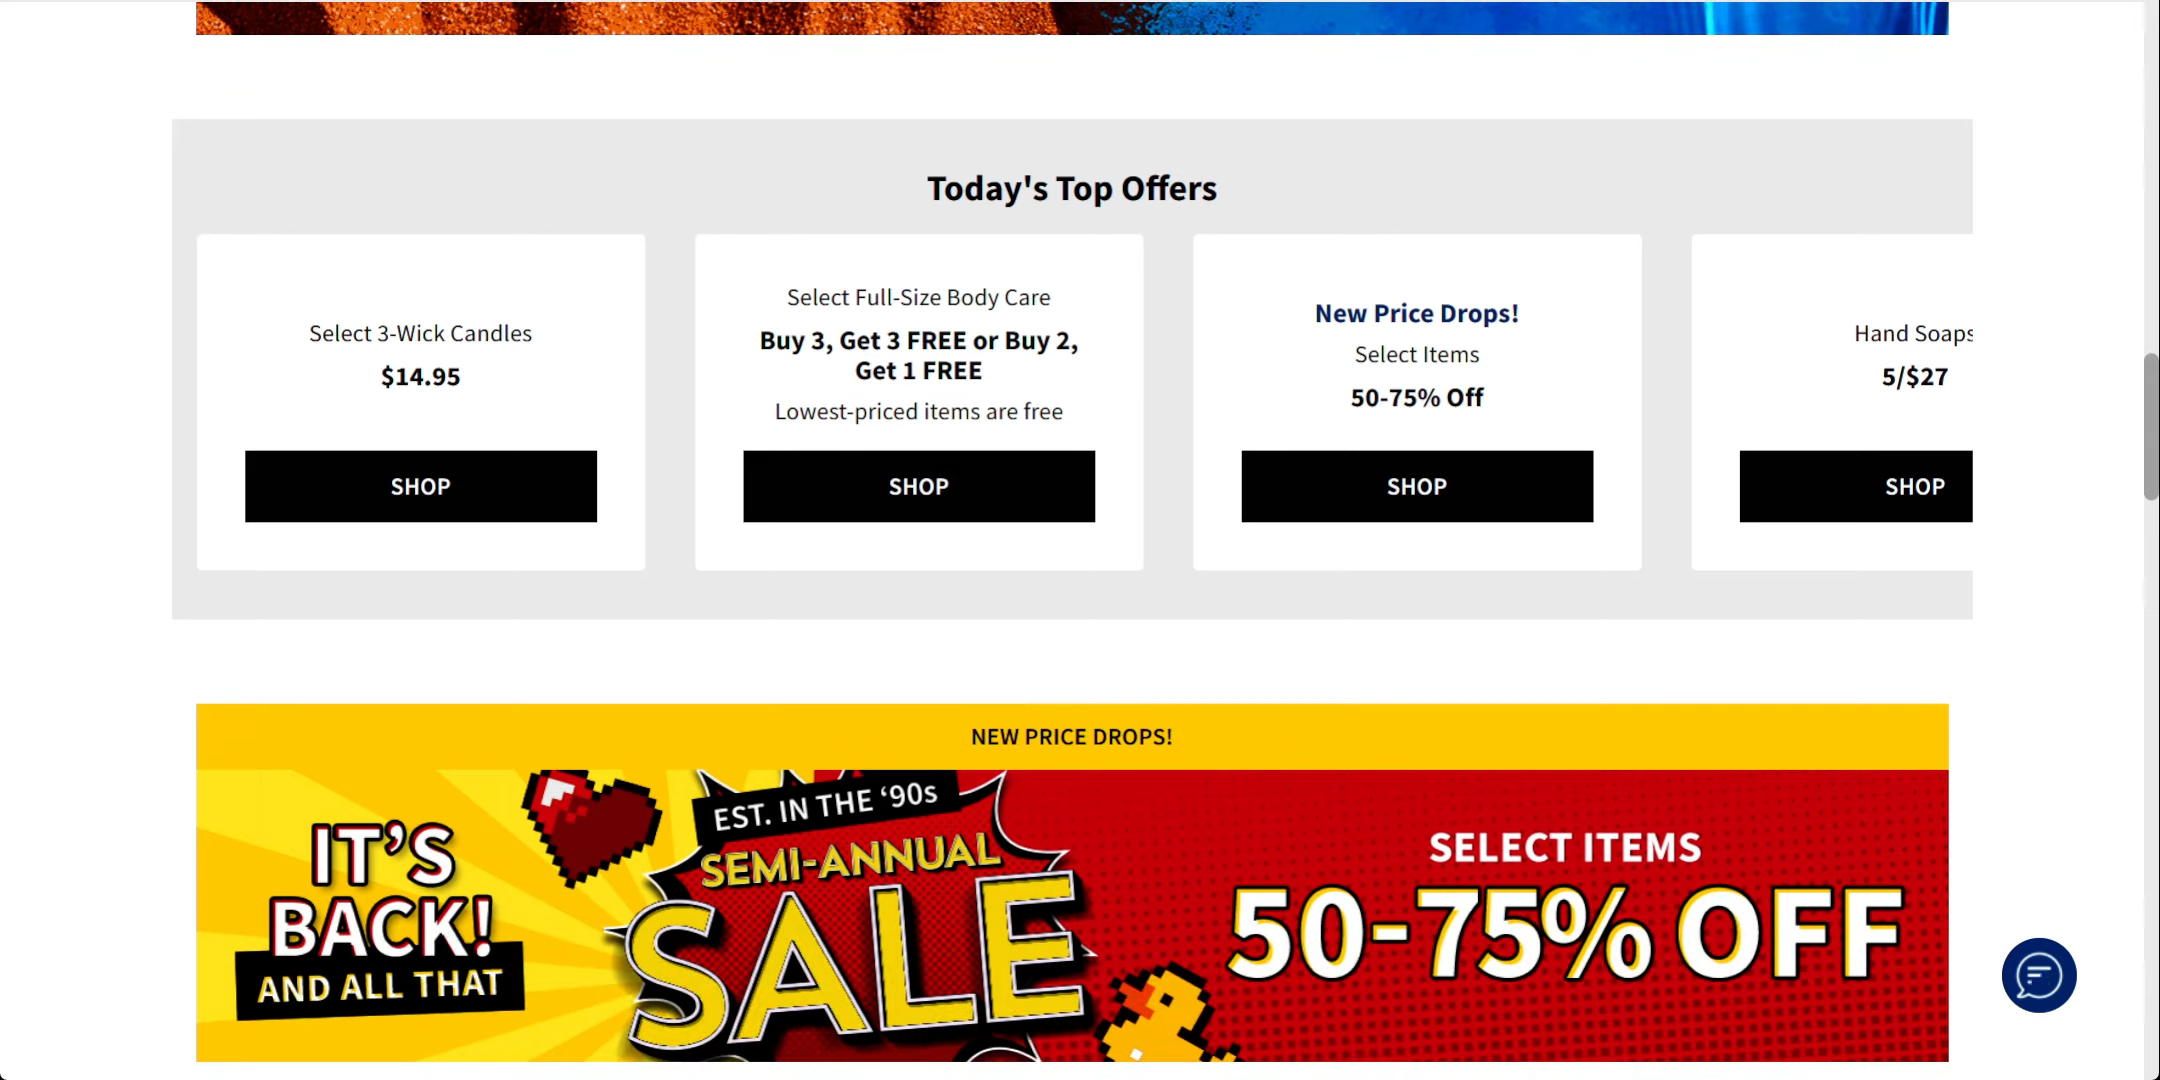 Today's Top Offers
Select 3-Wick Candles
$14.95
SHOP
Select Full-Size Body Care
Buy 3, Get 3 FREE or Buy 2,
Get 1 FREE
Lowest-priced items are free
SHOP
New Price Drops!
Select Items
50-75% Off
SHOP
Hand Soaps
5/$27
SHOP
NEW PRICE DROPS!
IT’S
BACK!
AND ALL THAT
EST. IN THE ‘90s
SEMI-ANNUAL
SALE
SELECT ITEMS
50-75% OFF